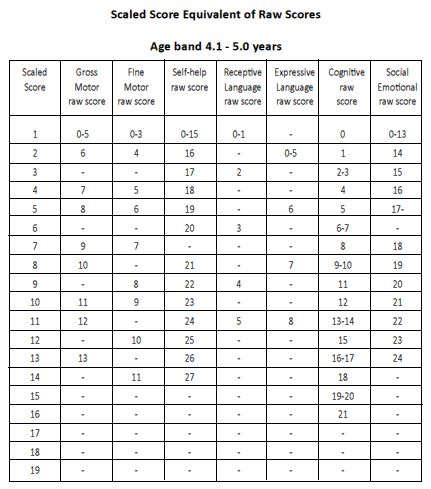 Scaled Score Equivalent of Raw Scores
Age band 4.1 - 5.0 years
Scaled Score | Gross Motor raw score | FIne Motor raw score | Self-help raw score | Receptive Language raw score | Expressive Language raw score | Cognitive raw score | Social Emotional raw score
1 | 0-5 | 0-3 | 0-15 | 0-1 | - | 0 | 0-13
2 | 6 | 4 | 16 | - | 0-5 | 1 | 14
3 | - | - | 17 | 2 | - | 2-3 | 15
4 | 7 | 5 | 18 | - | - | 4 | 16
5 | 8 | 6 | 19 | - | 6 | 5 | 17-
6 | - | - | 20 | 3 | - | 6-7 | -
7 | 9 | 7 | - | - | - | 8 | 18
8 | 10 | - | 21 | - | 7 | 9-10 | 19
9 | - | 8 | 22 | 4 | - | 11 | 20
10 | 11 | 9 | 23 | - | - | 12 | 21
11 | 12 | - | 24 | 5 | 8 | 13-14 | 22
12 | - | 10 | 25 | - | - | 15 | 23
13 | 13 | - | 26 | - | - | 16-17 | 24
14 | - | 11 | 27 | - | - | 18 | -
15 | - | - | - | - | - | 19-20 | -
16 | - | - | - | - | - | 21 | -
17 | - | - | - | - | - | - | -
18 | - | - | - | - | - | - | -
19 | - | - | - | - | - | - | -